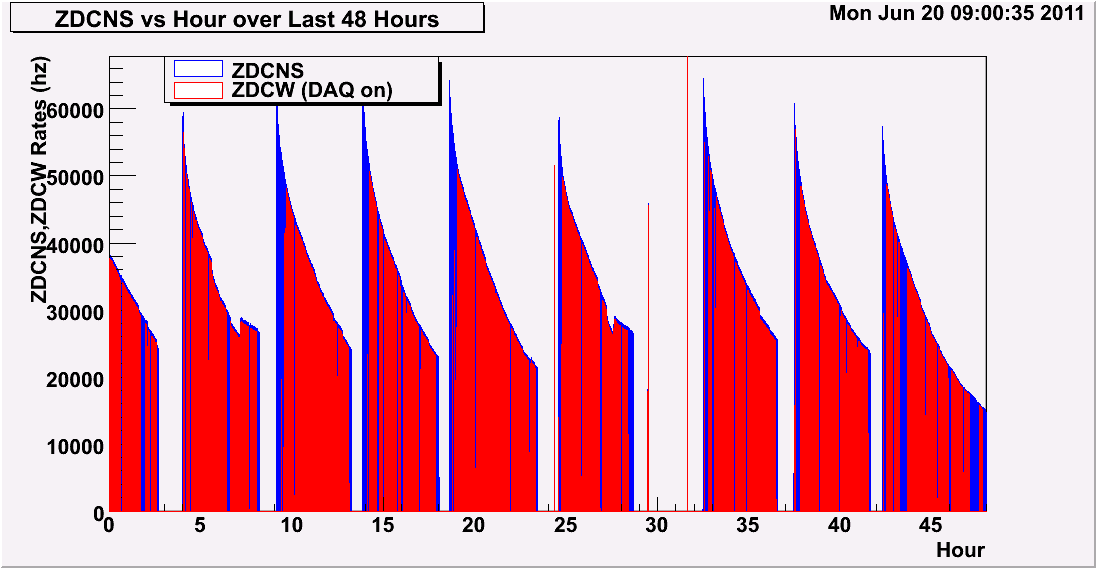 ZDCNS vs Hour over Last 48 Hours
Mon Jun 20 09:00:35 2011
ZDCNS
ZDCW (DAQ on)
ZDCNS,ZDCW Rates (hz)
60000
50000
40000
30000
20000
10000
0
0 5 10 15 20 25 30 35 40 45
Hour